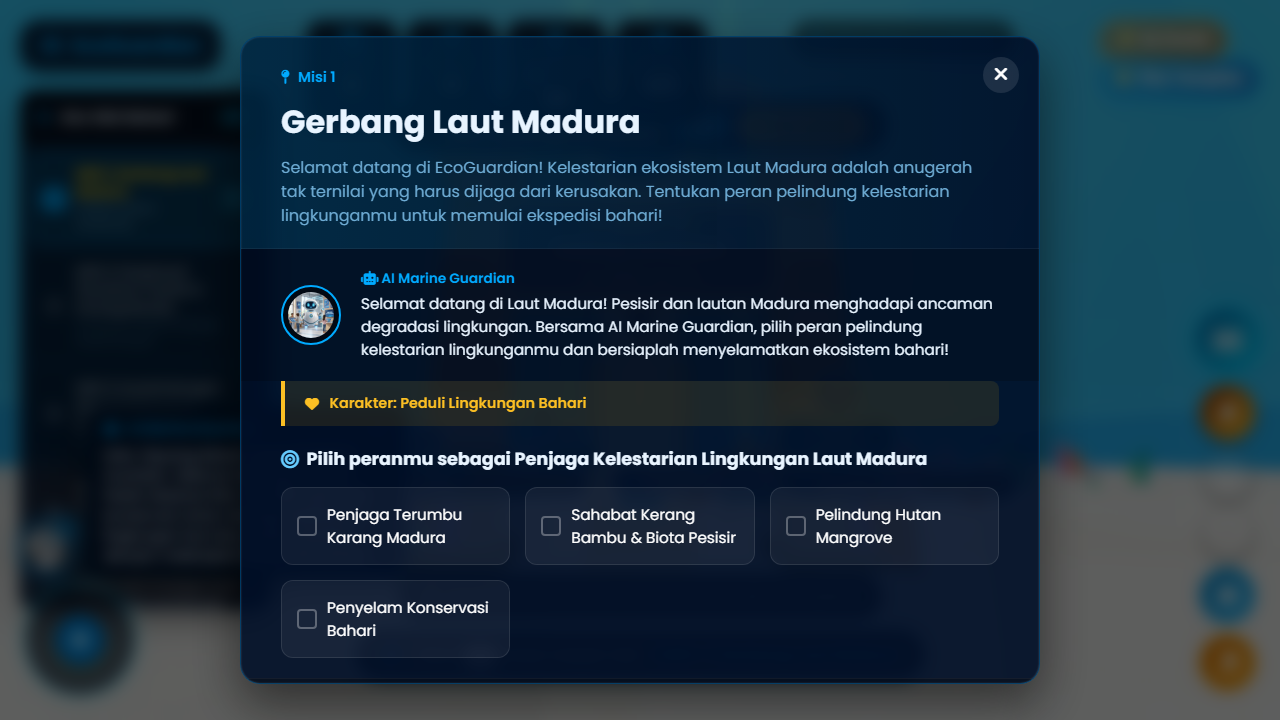 Misi 1
Gerbang Laut Madura
Selamat datang di EcoGuardian! Kelestarian ekosistem Laut Madura adalah anugerah
tak ternilai yang harus dijaga dari kerusakan. Tentukan peran pelindung kelestarian
lingkunganmu untuk memulai ekspedisi bahari!
AI Marine Guardian
Selamat datang di Laut Madura! Pesisir dan lautan Madura menghadapi ancaman
degradasi lingkungan. Bersama AI Marine Guardian, pilih peran pelindung
kelestarian lingkunganmu dan bersiaplah menyelamatkan ekosistem bahari!
Karakter: Peduli Lingkungan Bahari
Pilih peranmu sebagai Penjaga Kelestarian Lingkungan Laut Madura
Penjaga Terumbu
Karang Madura
Sahabat Kerang
Bambu & Biota Pesisir
Pelindung Hutan
Mangrove
Penyelam Konservasi
Bahari